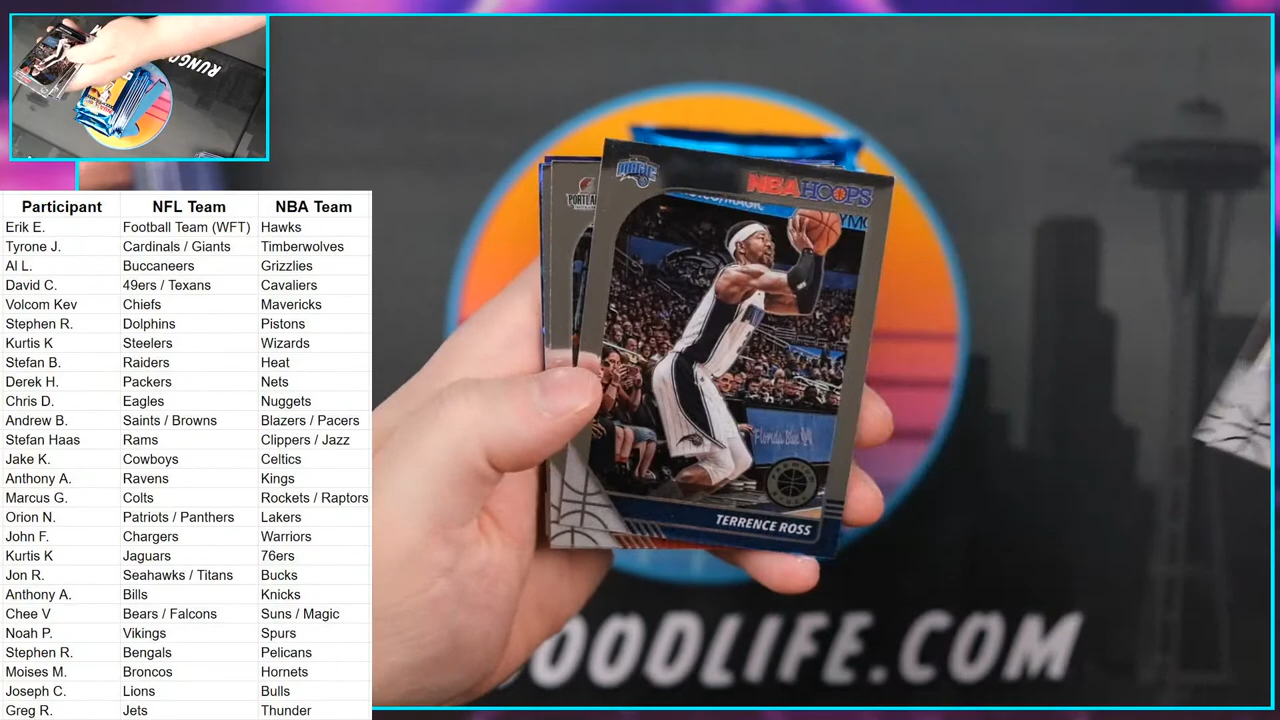 RUNGO
Participant NFL Team NBA Team
Erik E. Football Team (WFT) Hawks
Tyrone J. Cardinals / Giants Timberwolves
Al L. Buccaneers Grizzlies
David C. 49ers / Texans Cavaliers
Volcom Kev Chiefs Mavericks
Stephen R. Dolphins Pistons
Kurtis K Steelers Wizards
Stefan B. Raiders Heat
Derek H. Packers Nets
Chris D. Eagles Nuggets
Andrew B. Saints / Browns Blazers / Pacers
Stefan Haas Rams Clippers / Jazz
Jake K. Cowboys Celtics
Anthony A. Ravens Kings
Marcus G. Colts Rockets / Raptors
Orion N. Patriots / Panthers Lakers
John F. Chargers Warriors
Kurtis K Jaguars 76ers
Jon R. Seahawks / Titans Bucks
Anthony A. Bills Knicks
Chee V Bears / Falcons Suns / Magic
Noah P. Vikings Spurs
Stephen R. Bengals Pelicans
Moises M. Broncos Hornets
Joseph C. Lions Bulls
Greg R. Jets Thunder
MAGIC
NBA HOOPS
PORTLA
Florida Blue
TERRENCE ROSS
OODLIFE.COM